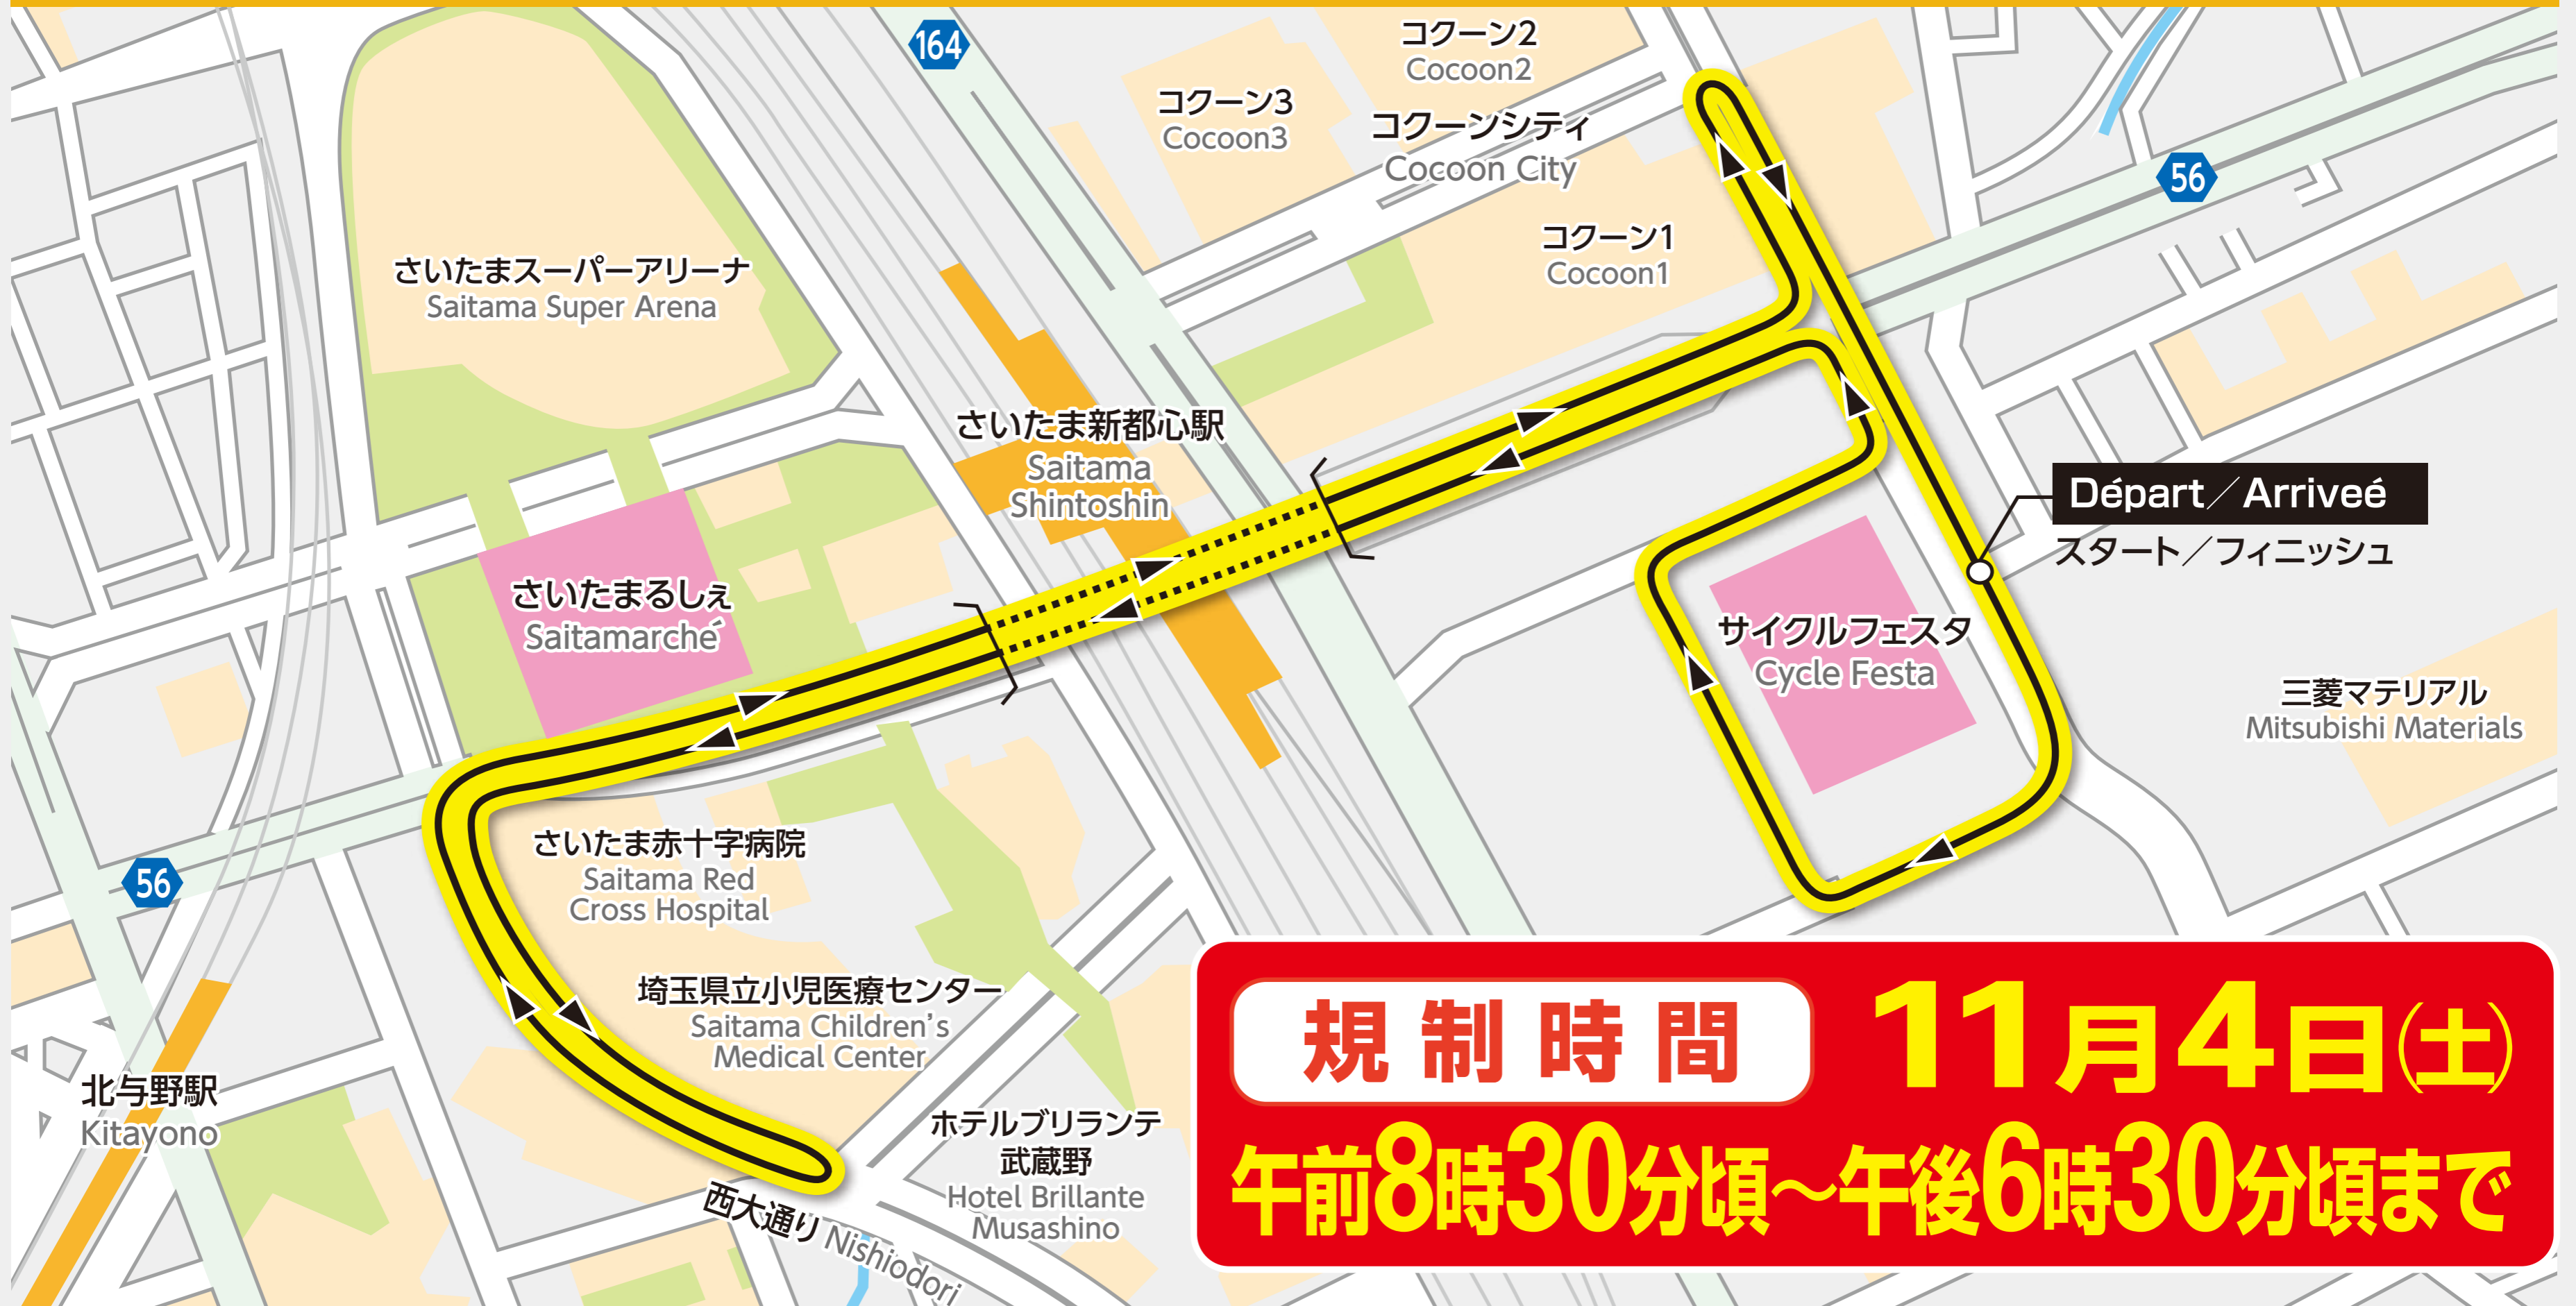 164
コクーン2
Cocoon2
コクーン3
Cocoon3
コクーンシティ
Cocoon City
56
コクーン1
Cocoon1
さいたまスーパーアリーナ
Saitama Super Arena
さいたま新都心駅
Saitama
Shintoshin
Départ／Arriveé
スタート／フィニッシュ
さいたまるしぇ
Saitamarché
サイクルフェスタ
Cycle Festa
三菱マテリアル
Mitsubishi Materials
さいたま赤十字病院
Saitama Red
Cross Hospital
56
埼玉県立小児医療センター
Saitama Children's
Medical Center
北与野駅
Kitayono
ホテルブリランテ
武蔵野
Hotel Brillante
Musashino
西大通り Nishiodori
規制時間 11月4日(土)
午前8時30分頃～午後6時30分頃まで